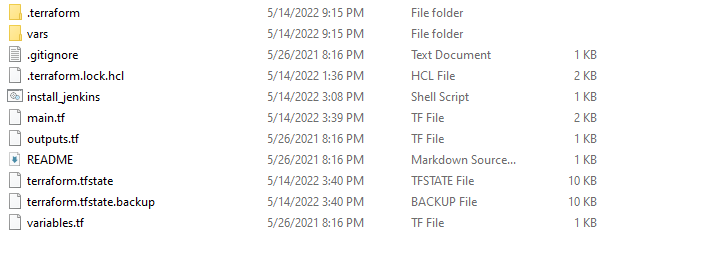 .terraform 5/14/2022 9:15 PM File folder
vars 5/14/2022 9:15 PM File folder
.gitignore 5/26/2021 8:16 PM Text Document 1 KB
.terraform.lock.hcl 5/14/2022 1:36 PM HCL File 2 KB
install_jenkins 5/14/2022 3:08 PM Shell Script 1 KB
main.tf 5/14/2022 3:39 PM TF File 2 KB
outputs.tf 5/26/2021 8:16 PM TF File 1 KB
README 5/26/2021 8:16 PM Markdown Source... 1 KB
terraform.tfstate 5/14/2022 3:40 PM TFSTATE File 10 KB
terraform.tfstate.backup 5/14/2022 3:40 PM BACKUP File 10 KB
variables.tf 5/26/2021 8:16 PM TF File 1 KB